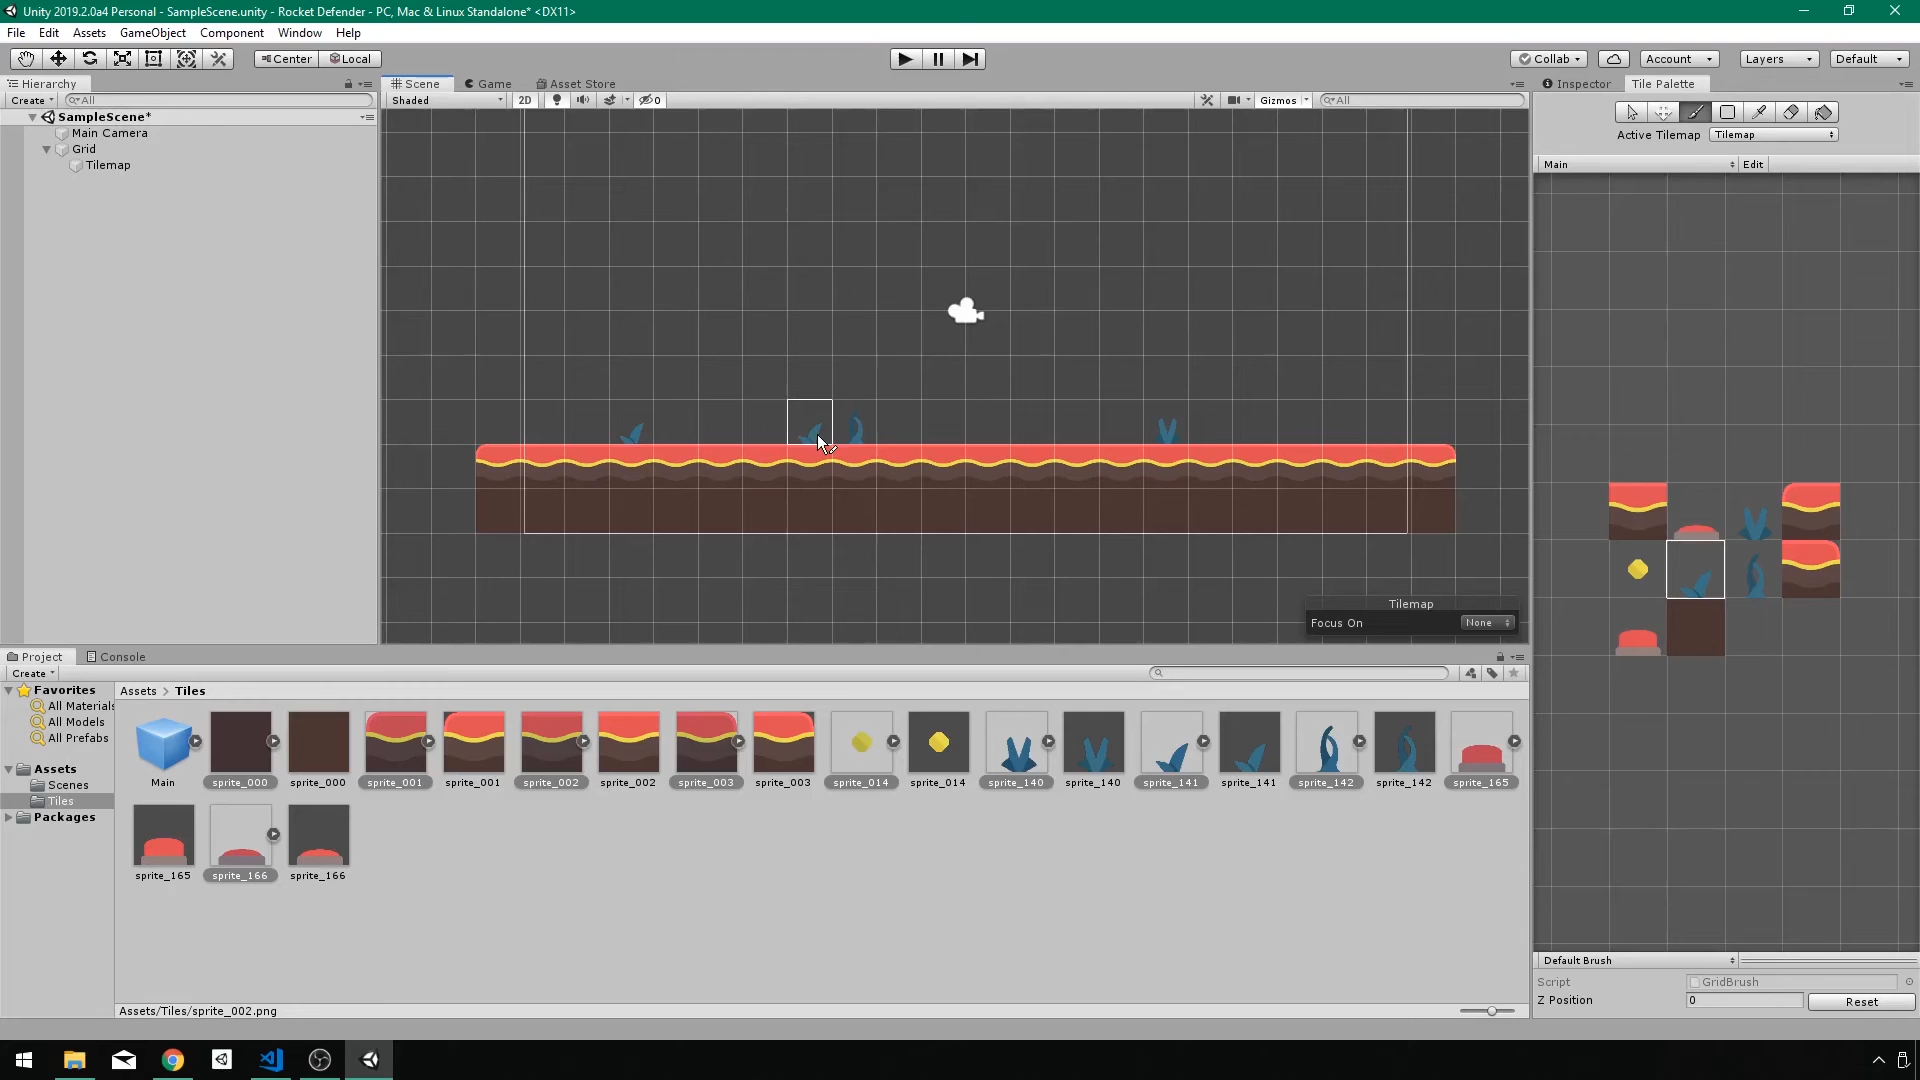 Unity 2019.2.0a4 Personal - SampleScene.unity - Rocket Defender - PC, Mac & Linux Standalone* <DX11>
File Edit Assets GameObject Component Window Help
Center Local Collab Account Layers Default
Hierarchy
Create All
SampleScene*
Main Camera
Grid
Tilemap
Scene Game Asset Store
Shaded 2D 0 Gizmos All
Tilemap
Focus On None
Inspector Tile Palette
Active Tilemap Tilemap
Main Edit
Default Brush
Script GridBrush
Z Position 0 Reset
Project Console
Create
Favorites
All Materials
All Models
All Prefabs
Assets
Scenes
Tiles
Packages
Assets > Tiles
Main sprite_000 sprite_000 sprite_001 sprite_001 sprite_002 sprite_002 sprite_003 sprite_003 sprite_014 sprite_014 sprite_140 sprite_140 sprite_141 sprite_141 sprite_142 sprite_142 sprite_165
sprite_165 sprite_166 sprite_166
Assets/Tiles/sprite_002.png